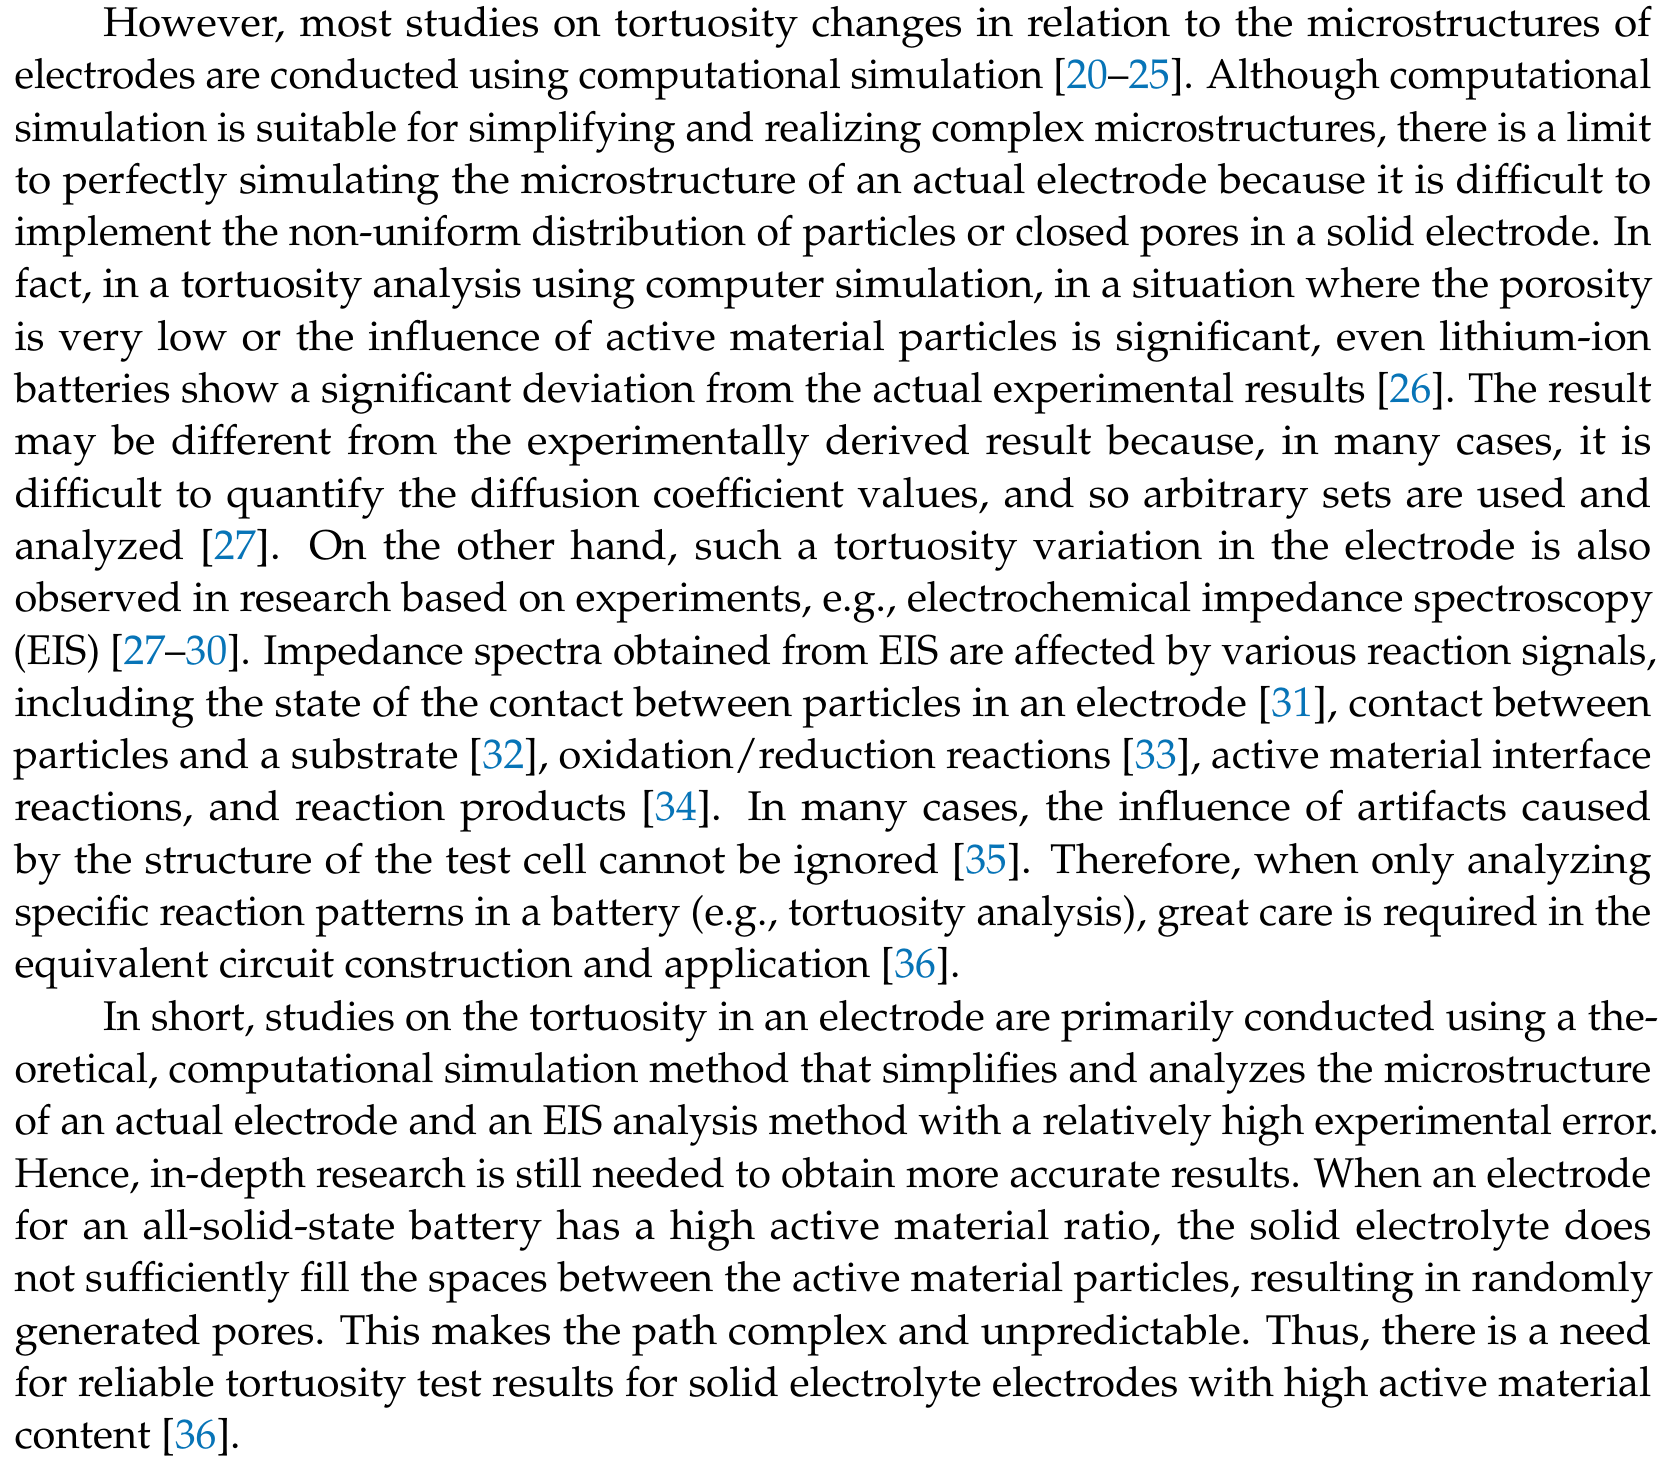 However, most studies on tortuosity changes in relation to the microstructures of
electrodes are conducted using computational simulation [20–25]. Although computational
simulation is suitable for simplifying and realizing complex microstructures, there is a limit
to perfectly simulating the microstructure of an actual electrode because it is difficult to
implement the non-uniform distribution of particles or closed pores in a solid electrode. In
fact, in a tortuosity analysis using computer simulation, in a situation where the porosity
is very low or the influence of active material particles is significant, even lithium-ion
batteries show a significant deviation from the actual experimental results [26]. The result
may be different from the experimentally derived result because, in many cases, it is
difficult to quantify the diffusion coefficient values, and so arbitrary sets are used and
analyzed [27]. On the other hand, such a tortuosity variation in the electrode is also
observed in research based on experiments, e.g., electrochemical impedance spectroscopy
(EIS) [27–30]. Impedance spectra obtained from EIS are affected by various reaction signals,
including the state of the contact between particles in an electrode [31], contact between
particles and a substrate [32], oxidation/reduction reactions [33], active material interface
reactions, and reaction products [34]. In many cases, the influence of artifacts caused
by the structure of the test cell cannot be ignored [35]. Therefore, when only analyzing
specific reaction patterns in a battery (e.g., tortuosity analysis), great care is required in the
equivalent circuit construction and application [36].
In short, studies on the tortuosity in an electrode are primarily conducted using a the-
oretical, computational simulation method that simplifies and analyzes the microstructure
of an actual electrode and an EIS analysis method with a relatively high experimental error.
Hence, in-depth research is still needed to obtain more accurate results. When an electrode
for an all-solid-state battery has a high active material ratio, the solid electrolyte does
not sufficiently fill the spaces between the active material particles, resulting in randomly
generated pores. This makes the path complex and unpredictable. Thus, there is a need
for reliable tortuosity test results for solid electrolyte electrodes with high active material
content [36].